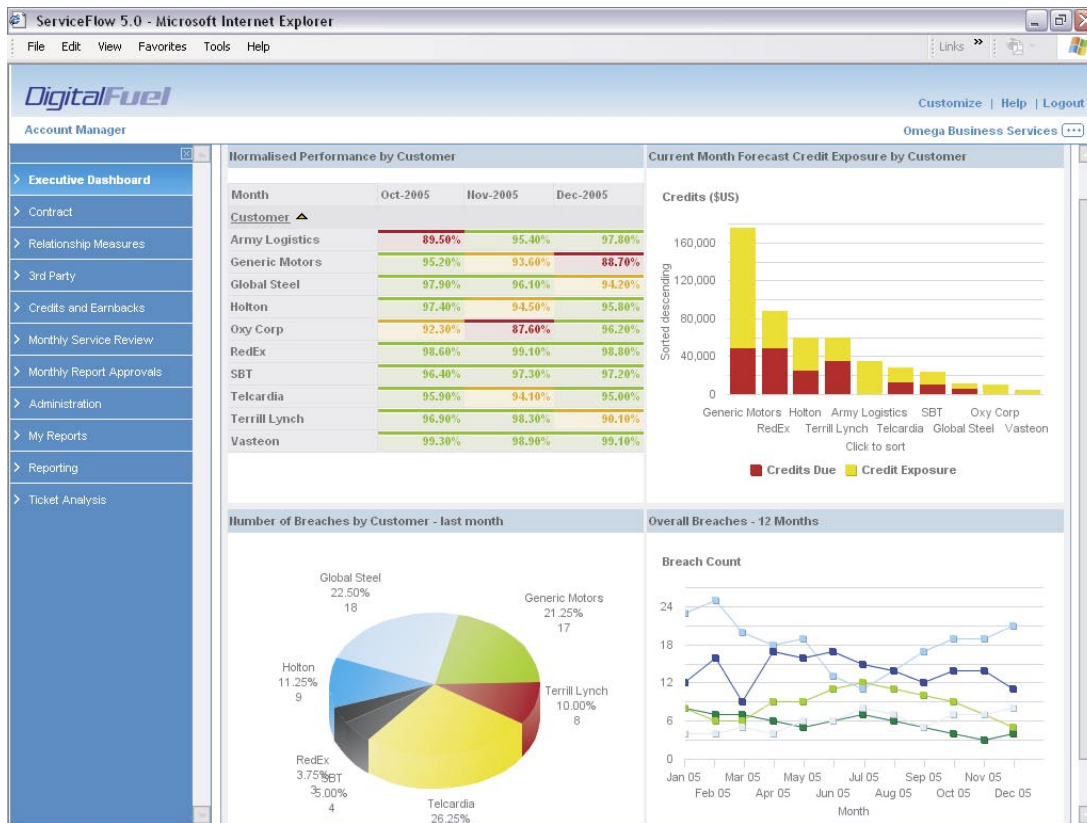 ServiceFlow 5.0 - Microsoft Internet Explorer
File Edit View Favorites Tools Help
Links »
DigitalFuel
Customize | Help | Logout
Account Manager
Omega Business Services
Executive Dashboard
Contract
Relationship Measures
3rd Party
Credits and Earnbacks
Monthly Service Review
Monthly Report Approvals
Administration
My Reports
Reporting
Ticket Analysis
Normalised Performance by Customer
Month Oct-2005 Nov-2005 Dec-2005
Customer
Army Logistics 89.50% 95.40% 97.80%
Generic Motors 95.20% 93.60% 88.70%
Global Steel 97.90% 96.10% 94.20%
Holton 97.40% 94.50% 95.80%
Oxy Corp 92.30% 87.60% 96.20%
RedEx 98.60% 99.10% 98.80%
SBT 96.40% 97.30% 97.20%
Telcardia 95.90% 94.10% 95.00%
Terrill Lynch 96.90% 98.30% 90.10%
Vasteon 99.30% 98.90% 99.10%
Current Month Forecast Credit Exposure by Customer
Credits ($US)
Sorted descending
160,000
120,000
80,000
40,000
0
Generic Motors Holton Army Logistics SBT Oxy Corp
RedEx Terrill Lynch Telcardia Global Steel Vasteon
Click to sort
Credits Due Credit Exposure
Number of Breaches by Customer - last month
Global Steel
22.50%
18
Generic Motors
21.25%
17
Holton
11.25%
9
Terrill Lynch
10.00%
8
RedEx
3.75%
3
SBT
5.00%
4
Telcardia
26.25%
Overall Breaches - 12 Months
Breach Count
24
18
12
6
0
Jan 05 Mar 05 May 05 Jul 05 Sep 05 Nov 05
Feb 05 Apr 05 Jun 05 Aug 05 Oct 05 Dec 05
Month